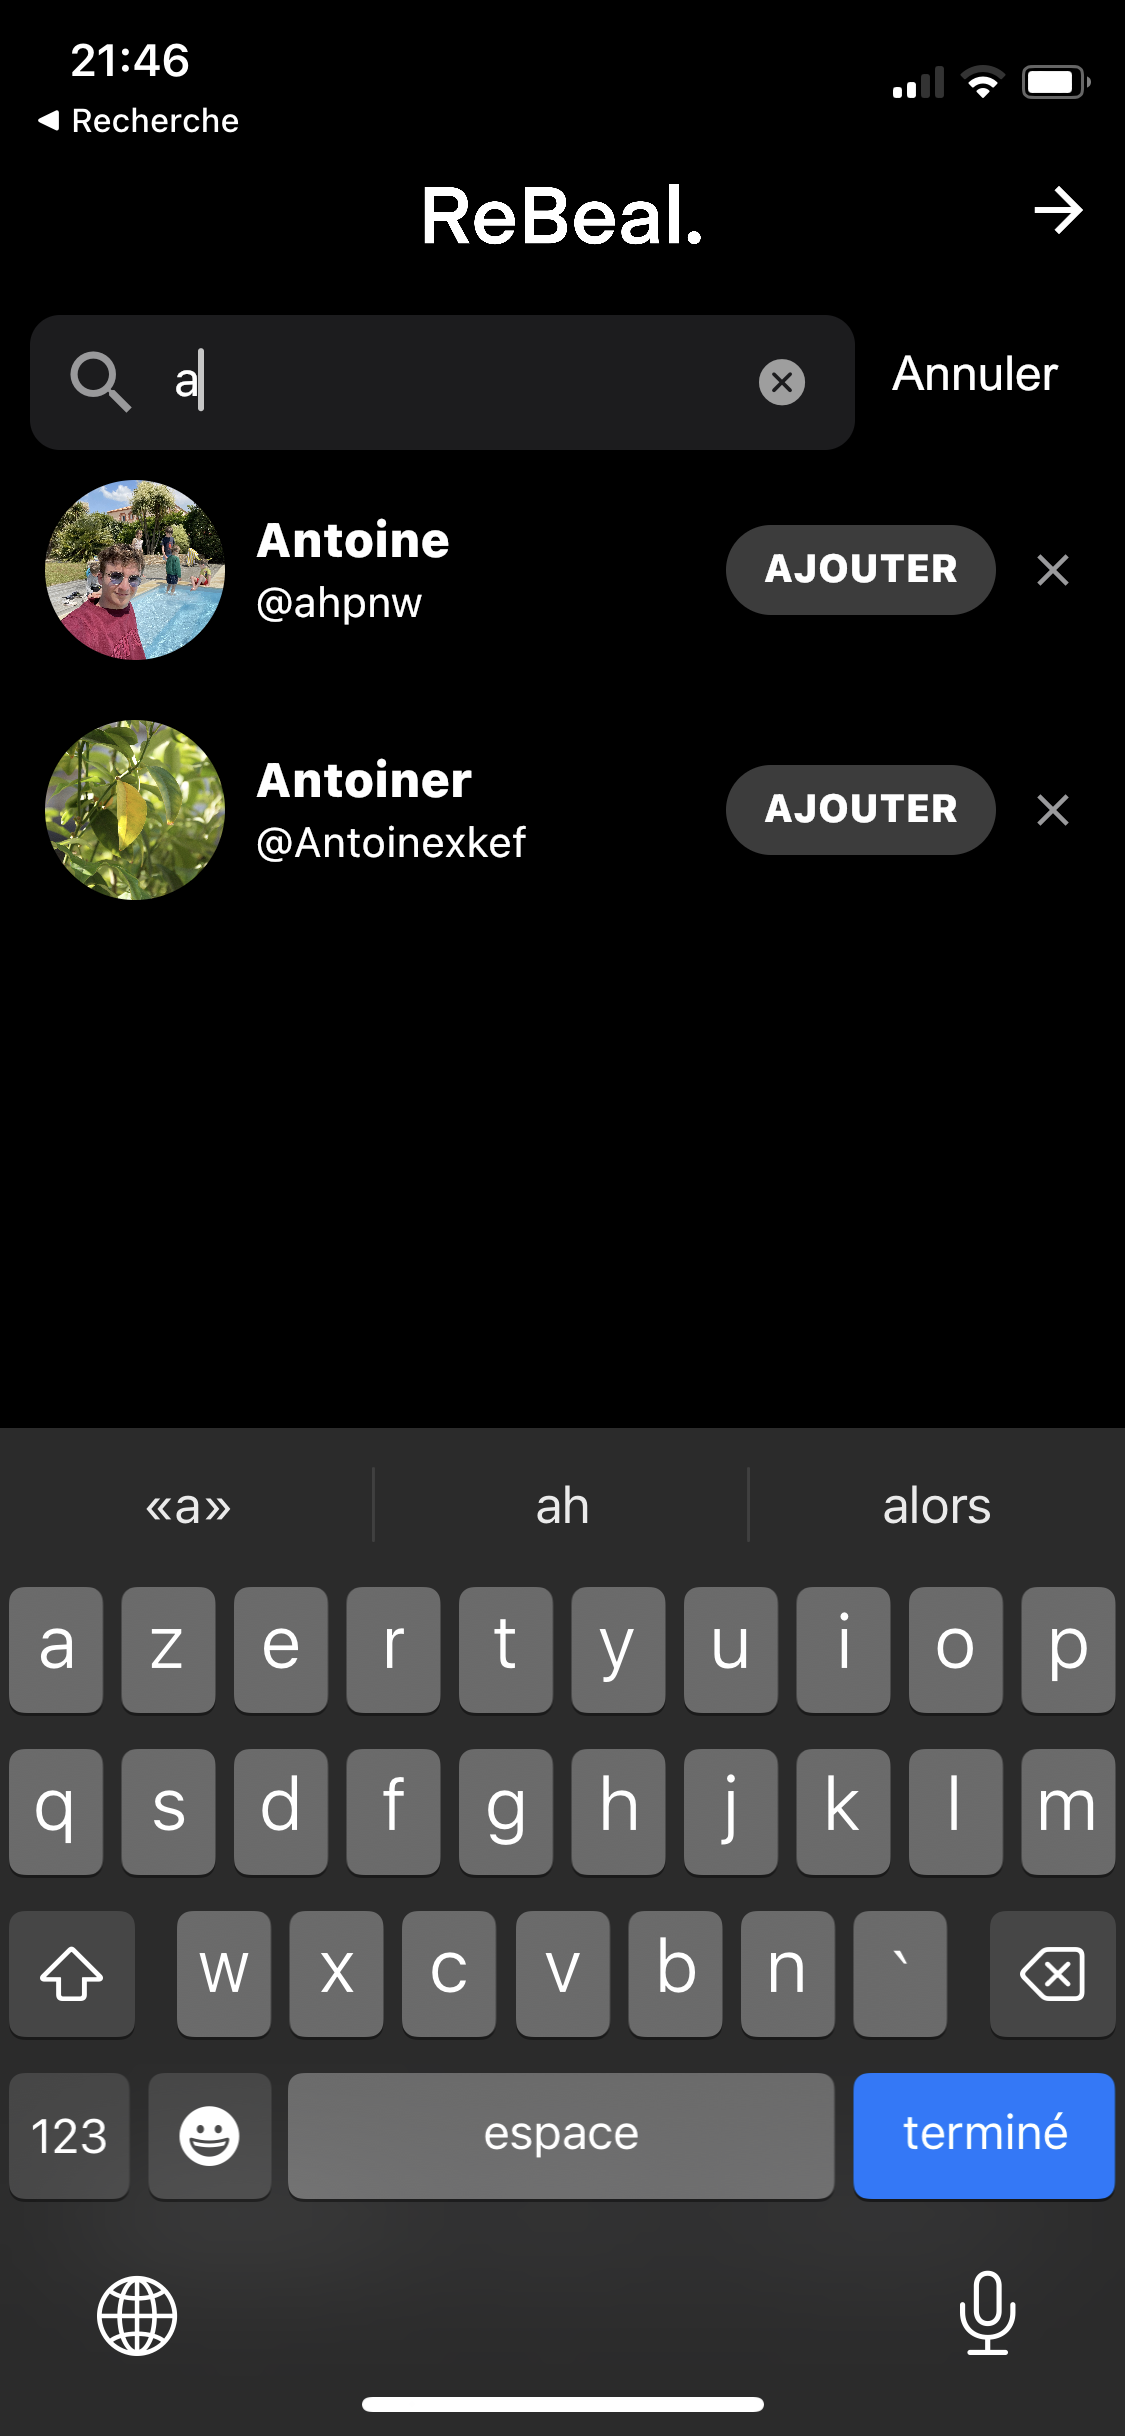 21:46
Recherche
ReBeal.
a
Annuler
Antoine
@ahpnw
AJOUTER
Antoiner
@Antoinexkef
AJOUTER
«a»
ah
alors
a z e r t y u i o p
q s d f g h j k l m
w x c v b n `
123
espace
terminé